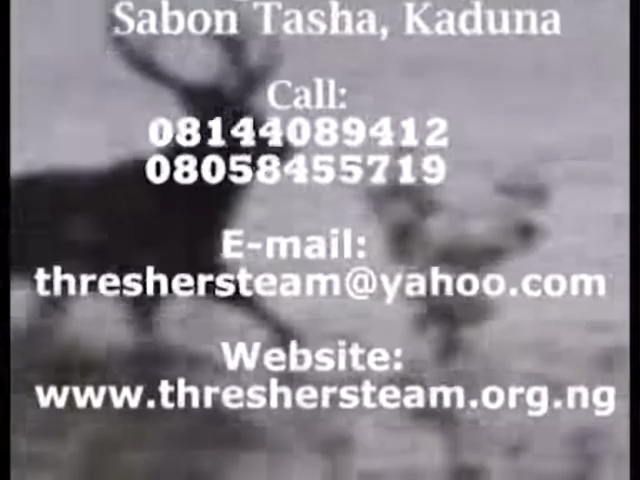 Sabon Tasha, Kaduna
Call:
08144089412
08058455719
E-mail:
threshersteam@yahoo.com
Website:
www.threshersteam.org.ng